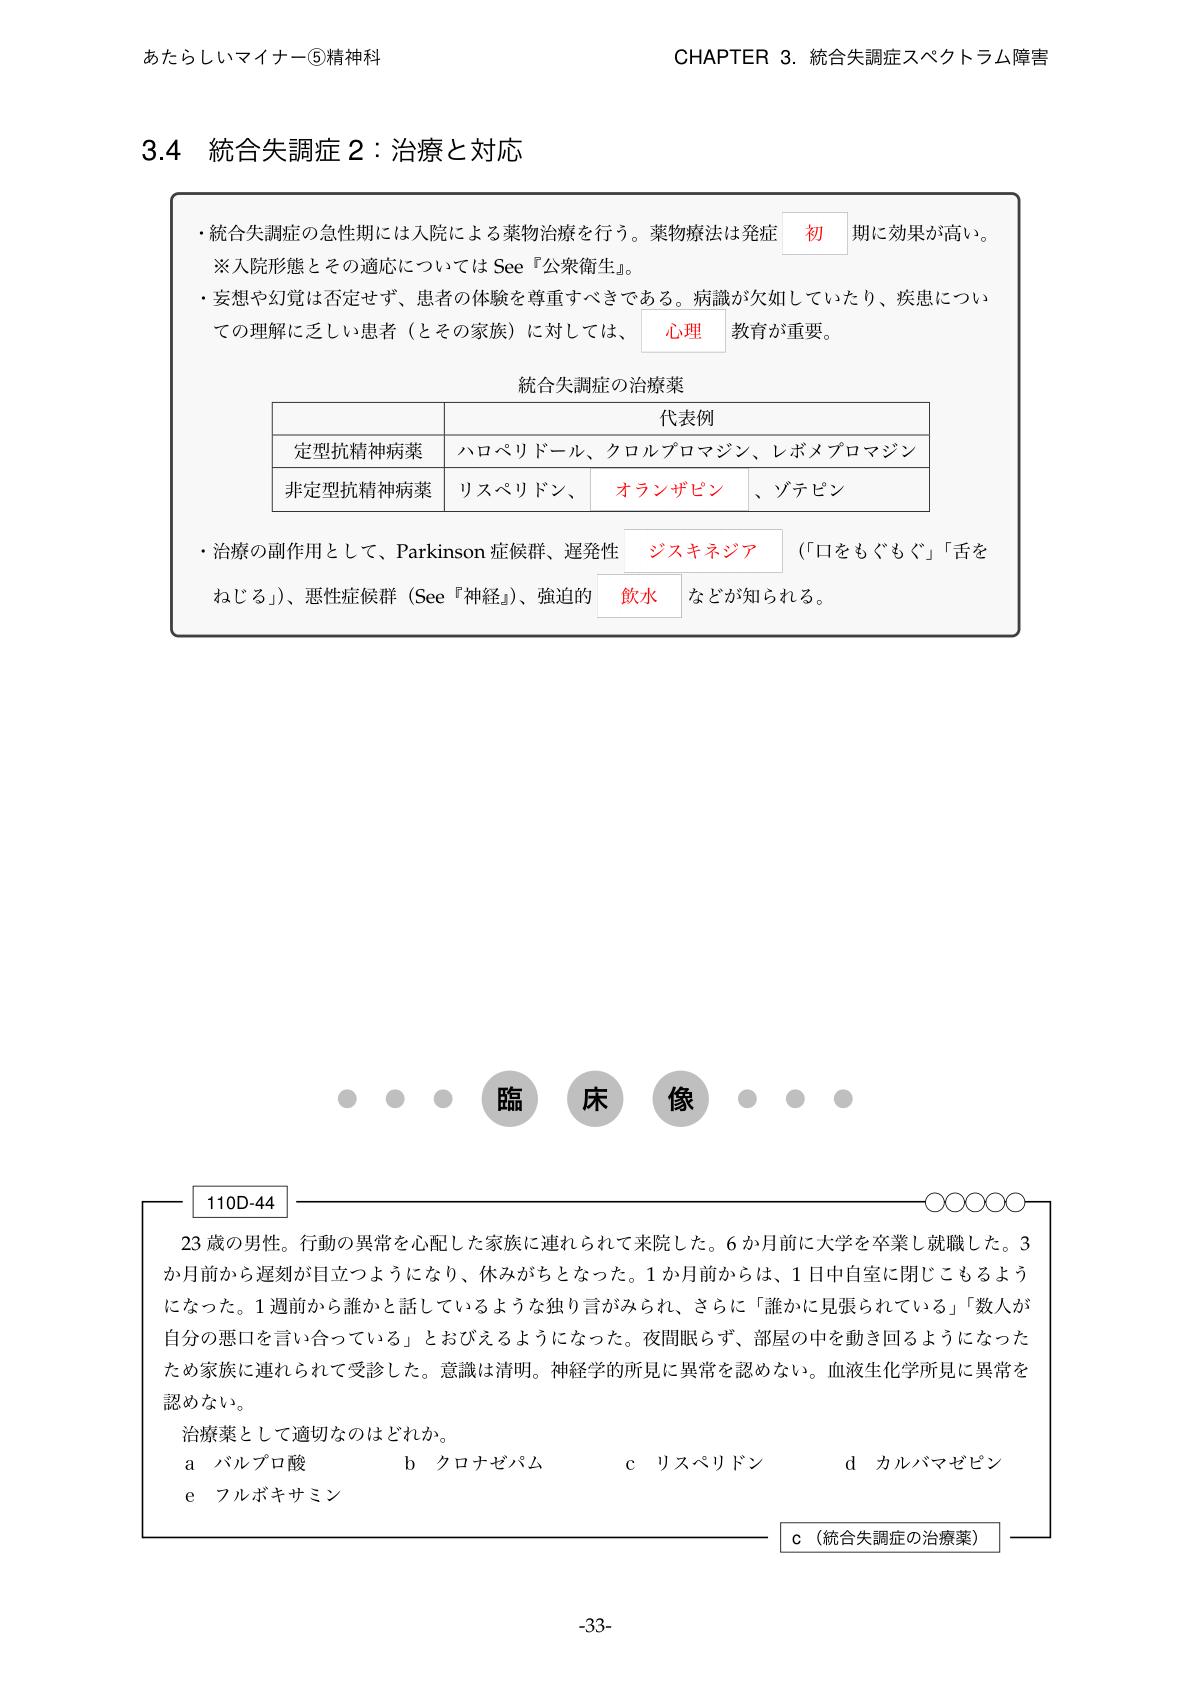 あたらしいマイナー⑤精神科
CHAPTER 3. 統合失調症スペクトラム障害
3.4 統合失調症 2：治療と対応
・統合失調症の急性期には入院による薬物治療を行う。薬物療法は発症 初 期に効果が高い。
※入院形態とその適応については See『公衆衛生』。
・妄想や幻覚は否定せず、患者の体験を尊重すべきである。病識が欠如していたり、疾患につい
ての理解に乏しい患者（とその家族）に対しては、 心理 教育が重要。
統合失調症の治療薬
代表例
定型抗精神病薬 ハロペリドール、クロルプロマジン、レボメプロマジン
非定型抗精神病薬 リスペリドン、 オランザピン 、ゾテピン
・治療の副作用として、Parkinson 症候群、遅発性 ジスキネジア （「口をもぐもぐ」「舌を
ねじる」）、悪性症候群（See『神経』）、強迫的 飲水 などが知られる。
臨 床 像
110D-44 ○○○○○
23 歳の男性。行動の異常を心配した家族に連れられて来院した。6 か月前に大学を卒業し就職した。3
か月前から遅刻が目立つようになり、休みがちとなった。1 か月前からは、1 日中自室に閉じこもるよう
になった。1 週前から誰かと話しているような独り言がみられ、さらに「誰かに見張られている」「数人が
自分の悪口を言い合っている」とおびえるようになった。夜間眠らず、部屋の中を動き回るようになった
ため家族に連れられて受診した。意識は清明。神経学的所見に異常を認めない。血液生化学所見に異常を
認めない。
治療薬として適切なのはどれか。
a バルプロ酸 b クロナゼパム c リスペリドン d カルバマゼピン
e フルボキサミン
c （統合失調症の治療薬）
-33-